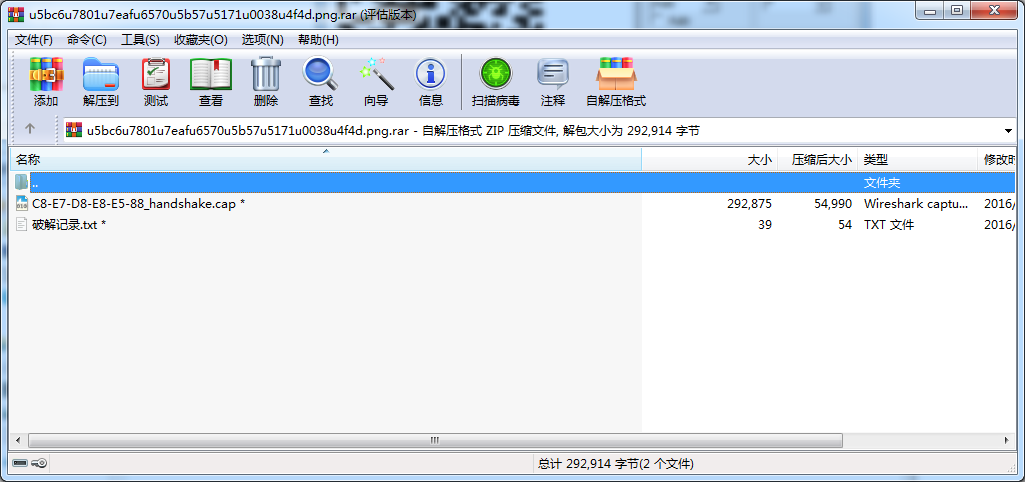 u5bc6u7801u7eafu6570u5b57u5171u0038u4f4d.png.rar (评估版本)
文件(F) 命令(C) 工具(S) 收藏夹(O) 选项(N) 帮助(H)
添加 解压到 测试 查看 删除 查找 向导 信息 扫描病毒 注释 自解压格式
u5bc6u7801u7eafu6570u5b57u5171u0038u4f4d.png.rar - 自解压格式 ZIP 压缩文件, 解包大小为 292,914 字节
名称 大小 压缩后大小 类型 修改时
.. 文件夹
C8-E7-D8-E8-E5-88_handshake.cap * 292,875 54,990 Wireshark captu... 2016/
破解记录.txt * 39 54 TXT 文件 2016/
总计 292,914 字节(2 个文件)